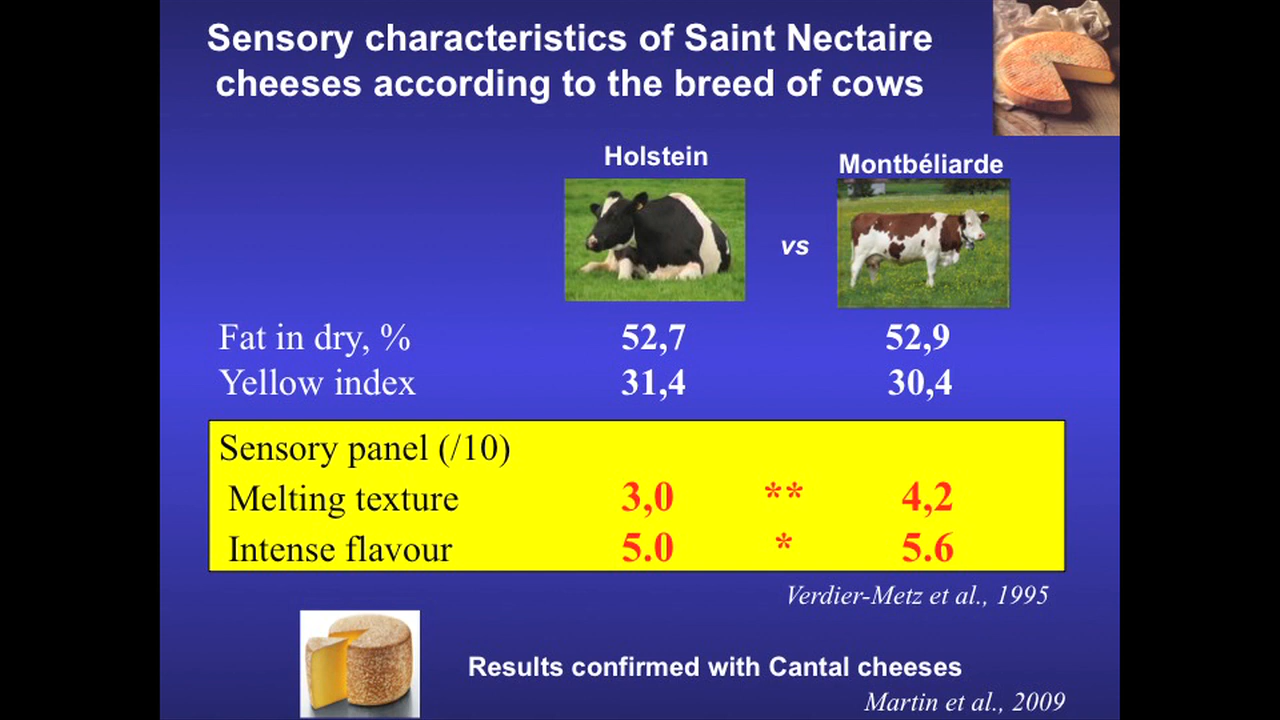 Sensory characteristics of Saint Nectaire
cheeses according to the breed of cows
Holstein
Montbéliarde
vs
Fat in dry, % 52,7 52,9
Yellow index 31,4 30,4
Sensory panel (/10)
Melting texture 3,0 ** 4,2
Intense flavour 5.0 * 5.6
Verdier-Metz et al., 1995
Results confirmed with Cantal cheeses
Martin et al., 2009